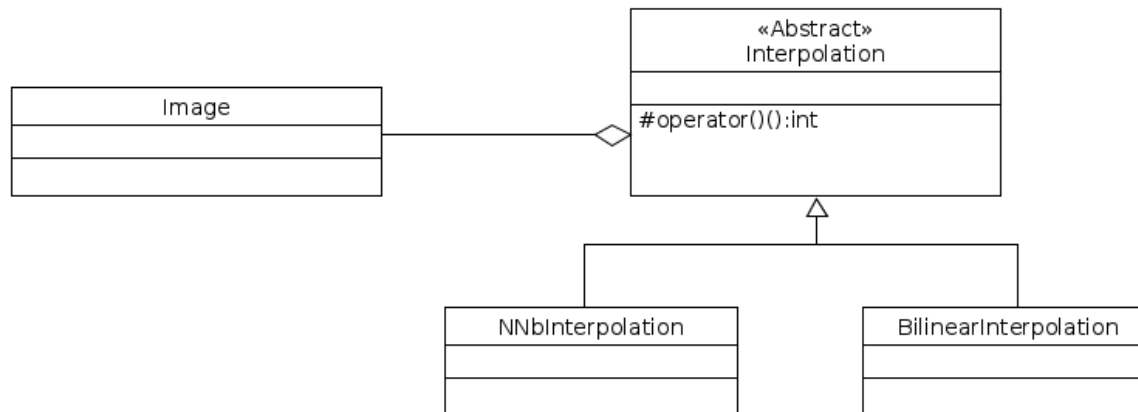 «Abstract»
Interpolation
Image
#operator()():int
NNbInterpolation
BilinearInterpolation